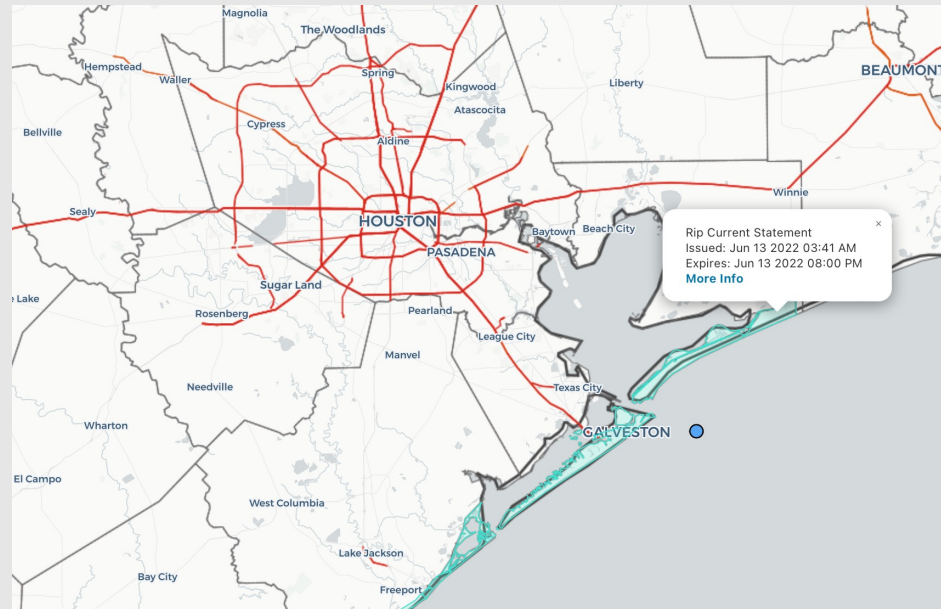 Magnolia
The Woodlands
Hempstead
Waller
Spring
Kingwood
Liberty
BEAUMONT
Atascocita
Cypress
Bellville
Aldine
Winnie
Sealy
HOUSTON
Baytown
Beach City
Rip Current Statement
×
Issued: Jun 13 2022 03:41 AM
Expires: Jun 13 2022 08:00 PM
More Info
PASADENA
Sugar Land
e Lake
Rosenberg
Pearland
League City
Manvel
Needville
Texas City
Wharton
GALVESTON
El Campo
West Columbia
Lake Jackson
Bay City
Freeport